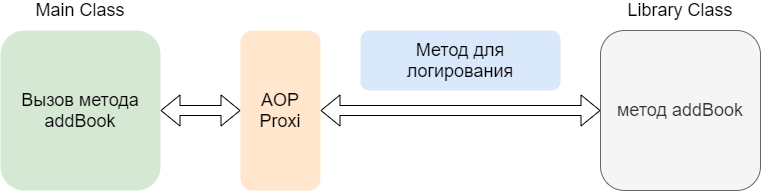 Main Class
Library Class
Метод для
логирования
Вызов метода
addBook
AOP
Proxi
метод addBook